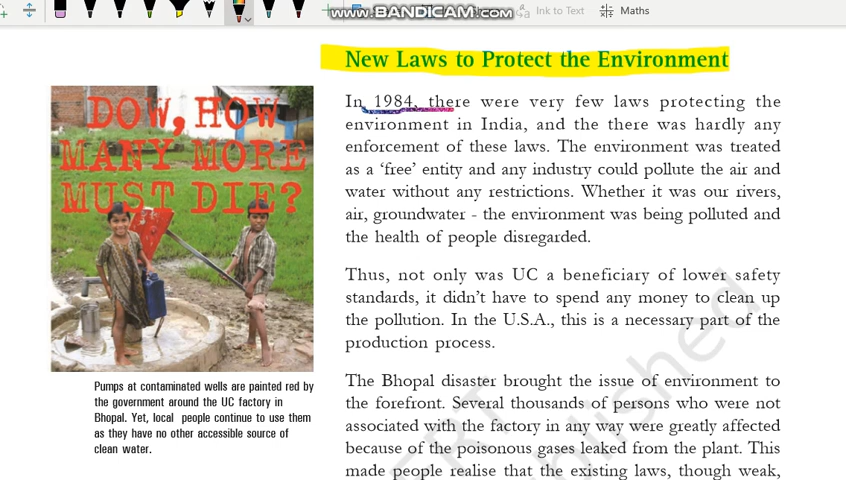 www.BANDICAM.com
Ink to Text
Maths
New Laws to Protect the Environment
DOW, HOW
MANY MORE
MUST DIE?
Pumps at contaminated wells are painted red by
the government around the UC factory in
Bhopal. Yet, local people continue to use them
as they have no other accessible source of
clean water.
In 1984, there were very few laws protecting the
environment in India, and the there was hardly any
enforcement of these laws. The environment was treated
as a ‘free’ entity and any industry could pollute the air and
water without any restrictions. Whether it was our rivers,
air, groundwater - the environment was being polluted and
the health of people disregarded.
Thus, not only was UC a beneficiary of lower safety
standards, it didn’t have to spend any money to clean up
the pollution. In the U.S.A., this is a necessary part of the
production process.
The Bhopal disaster brought the issue of environment to
the forefront. Several thousands of persons who were not
associated with the factory in any way were greatly affected
because of the poisonous gases leaked from the plant. This
made people realise that the existing laws, though weak,